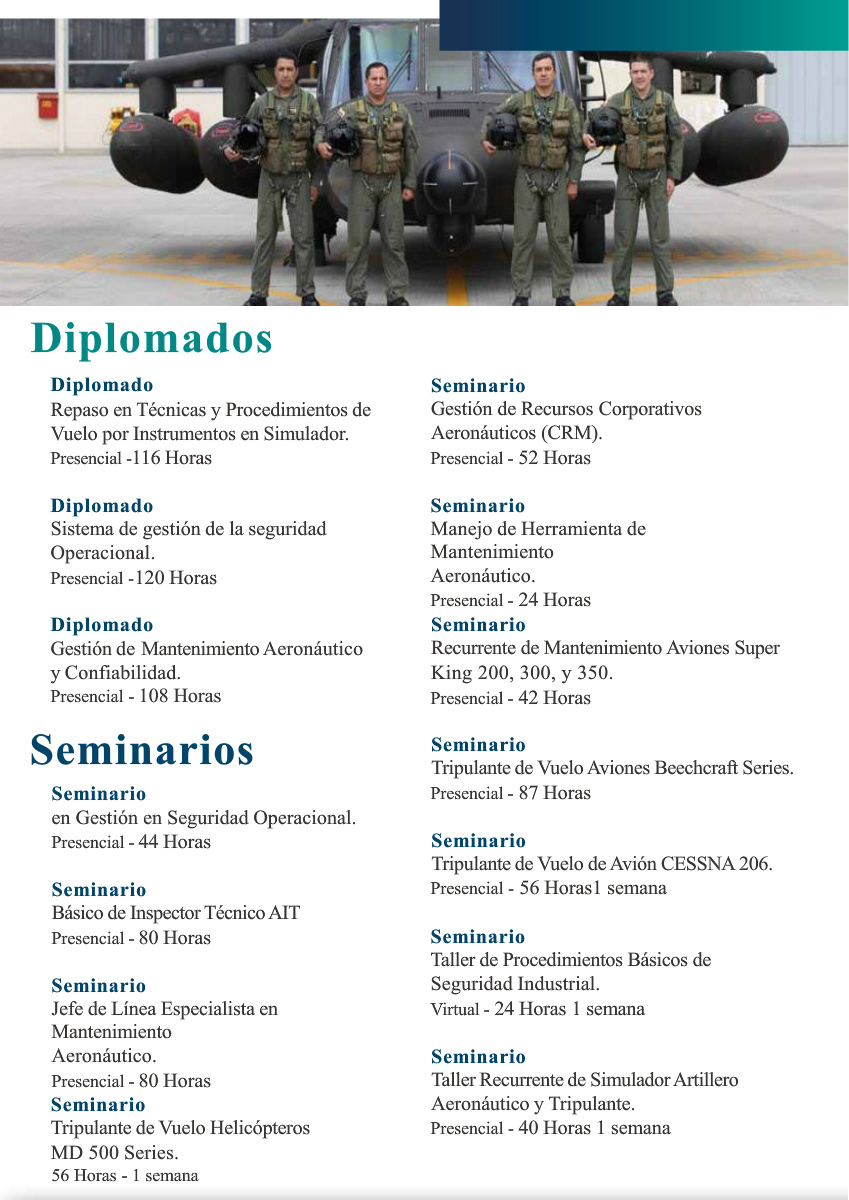 Diplomados
Diplomado
Repaso en Técnicas y Procedimientos de
Vuelo por Instrumentos en Simulador.
Presencial -116 Horas
Diplomado
Sistema de gestión de la seguridad
Operacional.
Presencial -120 Horas
Diplomado
Gestión de Mantenimiento Aeronáutico
y Confiabilidad.
Presencial - 108 Horas
Seminarios
Seminario
en Gestión en Seguridad Operacional.
Presencial - 44 Horas
Seminario
Básico de Inspector Técnico AIT
Presencial - 80 Horas
Seminario
Jefe de Línea Especialista en
Mantenimiento
Aeronáutico.
Presencial - 80 Horas
Seminario
Tripulante de Vuelo Helicópteros
MD 500 Series.
56 Horas - 1 semana
Seminario
Gestión de Recursos Corporativos
Aeronáuticos (CRM).
Presencial - 52 Horas
Seminario
Manejo de Herramienta de
Mantenimiento
Aeronáutico.
Presencial - 24 Horas
Seminario
Recurrente de Mantenimiento Aviones Super
King 200, 300, y 350.
Presencial - 42 Horas
Seminario
Tripulante de Vuelo Aviones Beechcraft Series.
Presencial - 87 Horas
Seminario
Tripulante de Vuelo de Avión CESSNA 206.
Presencial - 56 Horas1 semana
Seminario
Taller de Procedimientos Básicos de
Seguridad Industrial.
Virtual - 24 Horas 1 semana
Seminario
Taller Recurrente de Simulador Artillero
Aeronáutico y Tripulante.
Presencial - 40 Horas 1 semana